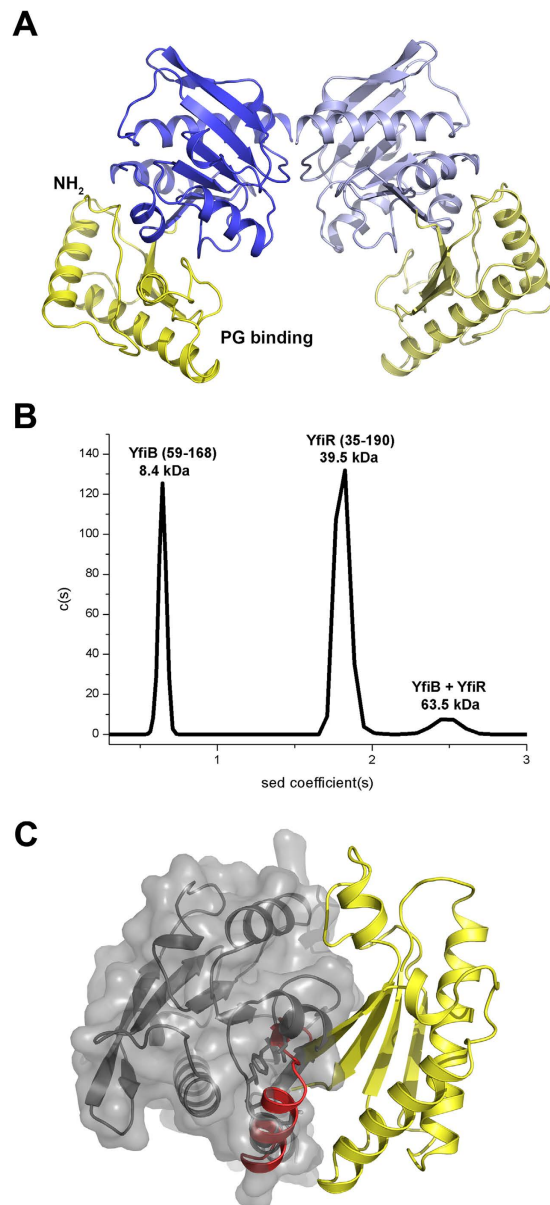 A
NH2
PG binding
B
YfiB (59-168)
8.4 kDa
YfiR (35-190)
39.5 kDa
YfiB + YfiR
63.5 kDa
140
120
100
80
60
40
20
0
c(s)
1
2
3
sed coefficient(s)
C